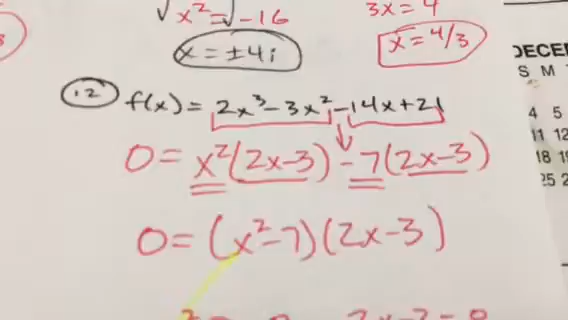 √x² = √-16
3x = 4
x = ±4i
x = 4/3
DECE
S M
4 5
11 12
18 19
25 2
12 f(x) = 2x³-3x²-14x+21
0 = x²(2x-3) -7(2x-3)
0 = (x²-7)(2x-3)